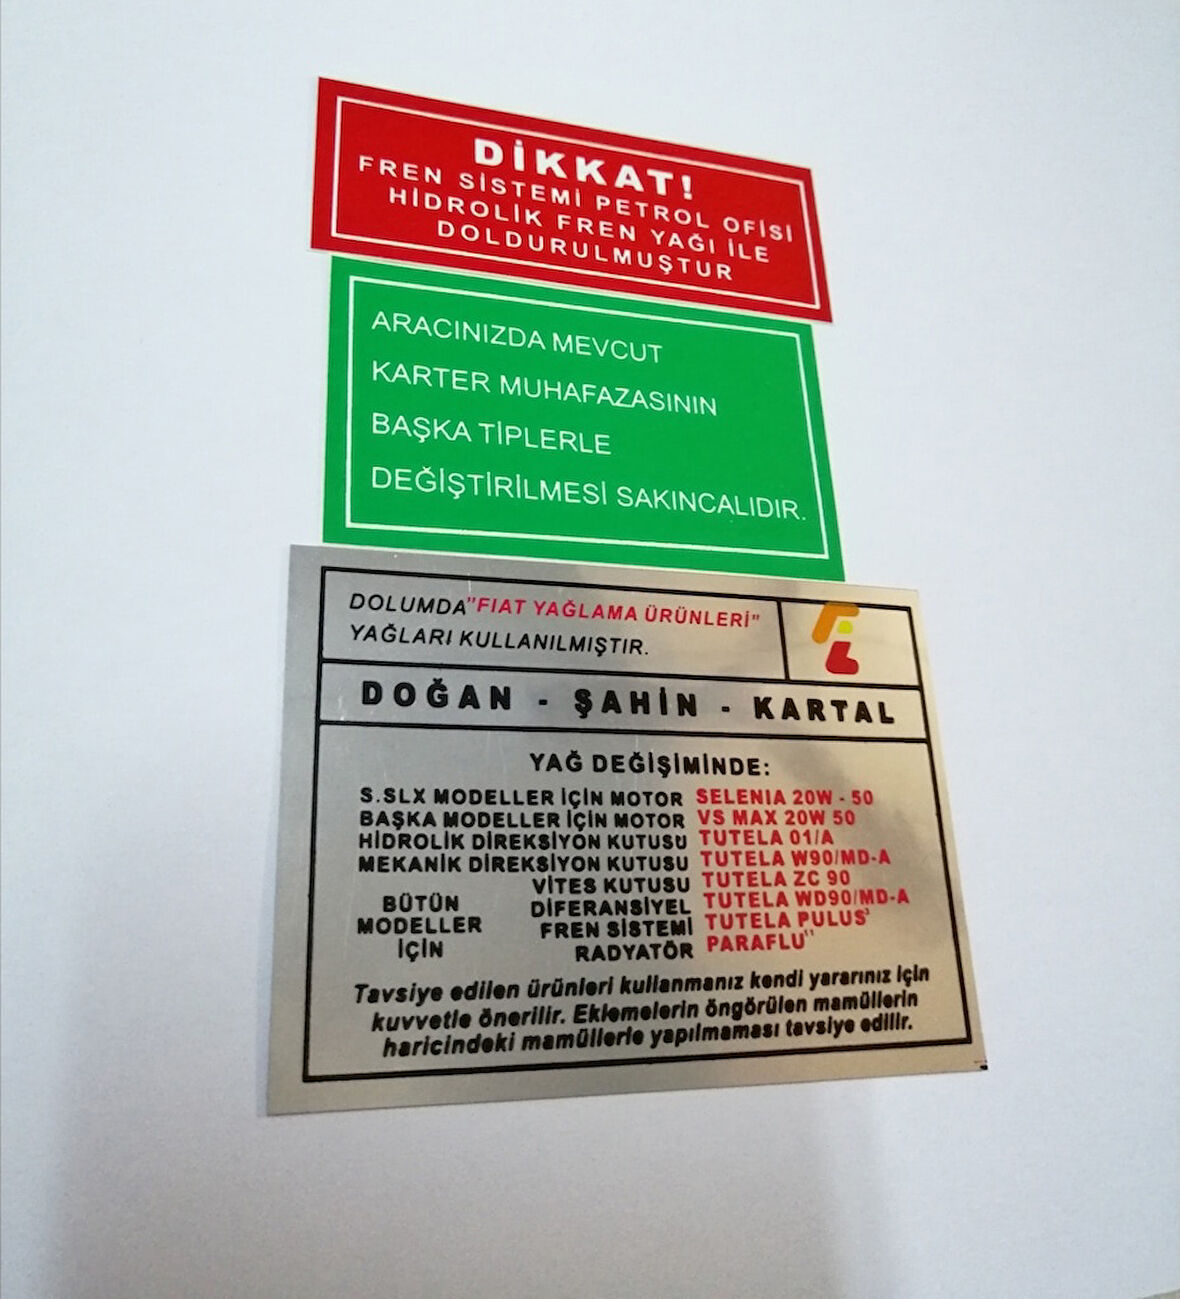 DİKKAT!
FREN SİSTEMİ PETROL OFİSİ
HİDROLİK FREN YAĞI İLE
DOLDURULMUŞTUR
ARACINIZDA MEVCUT
KARTER MUHAFAZASININ
BAŞKA TİPLERLE
DEĞİŞTİRİLMESİ SAKINCALIDIR.
DOLUMDA"FIAT YAĞLAMA ÜRÜNLERİ"
YAĞLARI KULLANILMIŞTIR.
DOĞAN - ŞAHİN - KARTAL
YAĞ DEĞİŞİMİNDE:
S.SLX MODELLER İÇİN MOTOR SELENIA 20W - 50
BAŞKA MODELLER İÇİN MOTOR VS MAX 20W 50
HİDROLİK DİREKSİYON KUTUSU TUTELA 01/A
MEKANİK DİREKSİYON KUTUSU TUTELA W90/MD-A
VİTES KUTUSU TUTELA ZC 90
BÜTÜN DİFERANSİYEL TUTELA WD90/MD-A
MODELLER FREN SİSTEMİ TUTELA PULUS³
İÇİN RADYATÖR PARAFLU¹¹
Tavsiye edilen ürünleri kullanmanız kendi yararınız için
kuvvetle önerilir. Eklemelerin öngörülen mamüllerin
haricindeki mamüllerle yapılmaması tavsiye edilir.